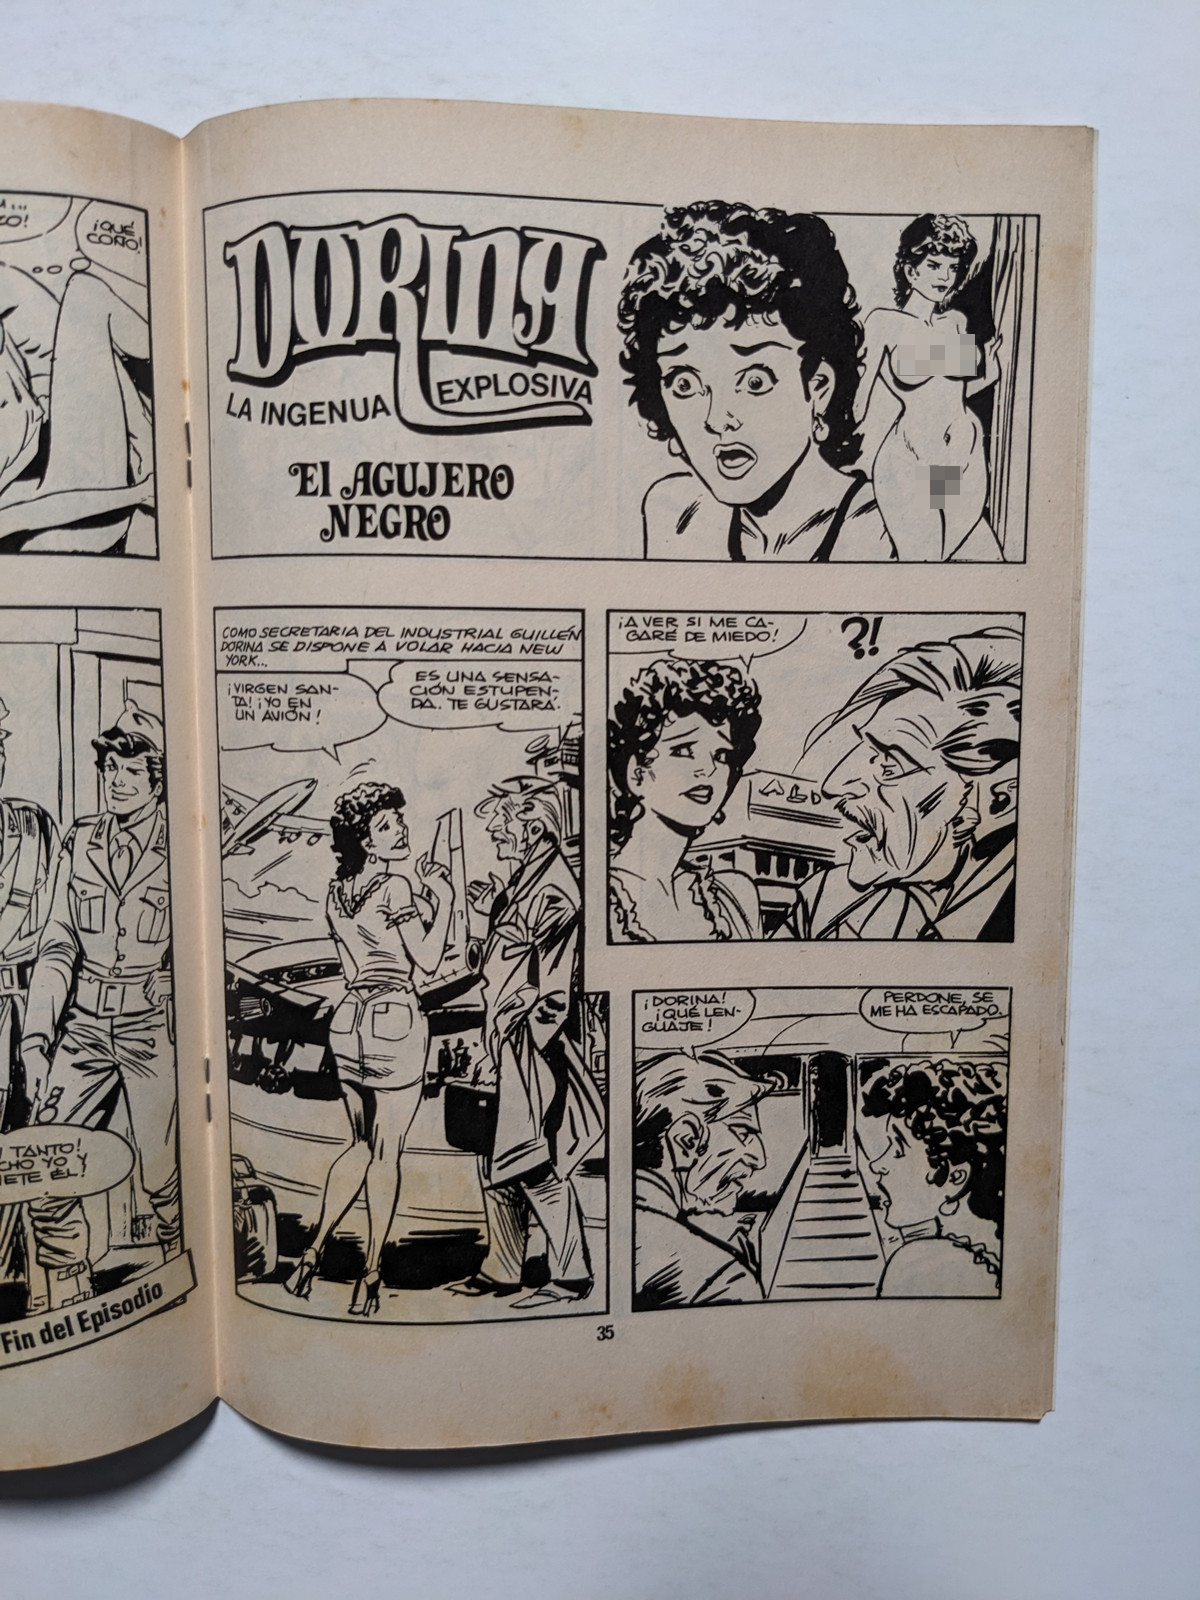 ¡QUÉ
CORTO!
TANTO!
Fin del Episodio
DORINA
LA INGENUA EXPLOSIVA
El AGUJERO
NEGRO
COMO SECRETARIA DEL INDUSTRIAL GUILLÉN
DORINA SE DISPONE A VOLAR HACIA NEW
YORK...
¡VIRGEN SAN-
TA! ¡YO EN
UN AVIÓN!
ES UNA SENSA-
CIÓN ESTUPEN-
DA. TE GUSTARÁ.
¡A VER SI ME CA-
GARÉ DE MIEDO!
?!
¡DORINA!
¡QUÉ LEN-
GUAJE!
PERDONE, SE
ME HA ESCAPADO.
35